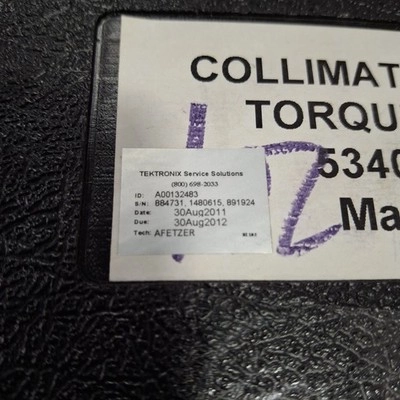 COLLIMAT
TORQU
5340
Ma
TEKTRONIX Service Solutions
(800) 698-2033
ID: A00132483
S/N: 884731, 1480615, 891924
Date: 30Aug2011
Due: 30Aug2012
Tech: AFETZER